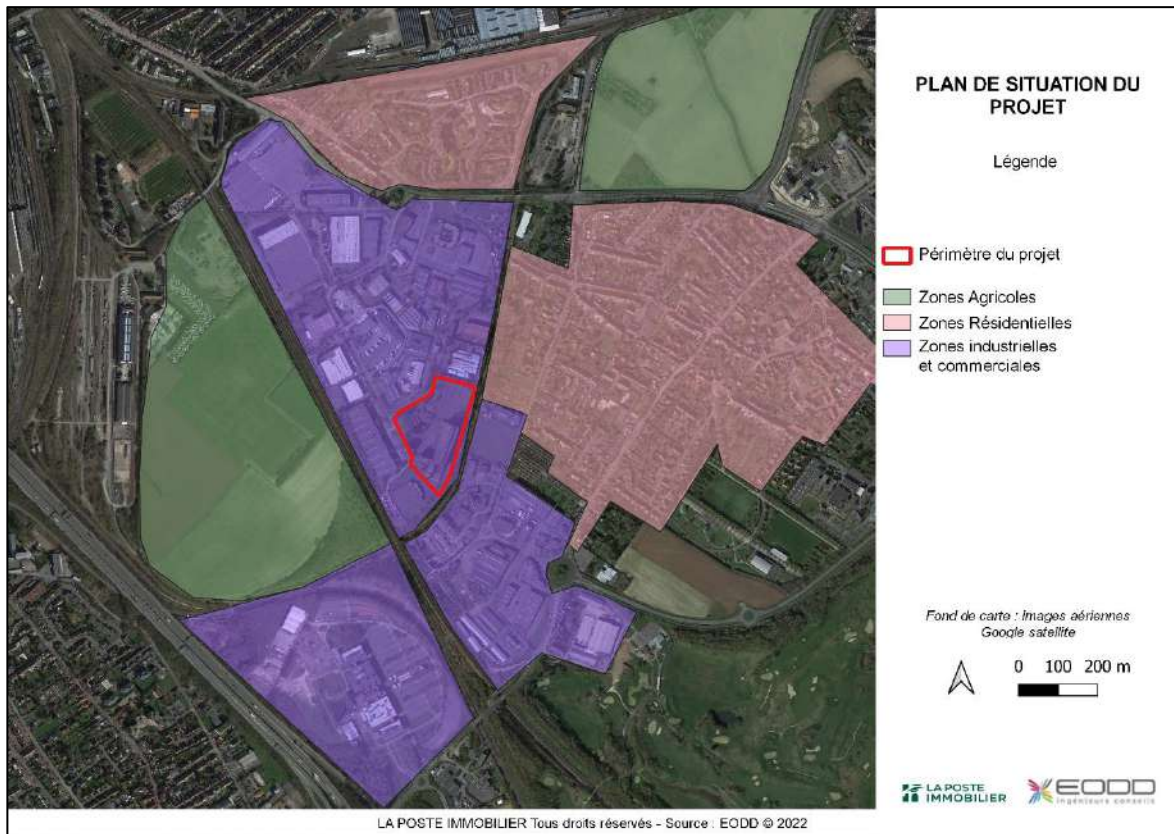 PLAN DE SITUATION DU
PROJET
Légende
Périmètre du projet
Zones Agricoles
Zones Résidentielles
Zones industrielles
et commerciales
Fond de carte : Images aériennes
Google satellite
0 100 200 m
LA POSTE
IMMOBILIER
EODD
ingénieurs conseils
LA POSTE IMMOBILIER Tous droits réservés - Source : EODD © 2022